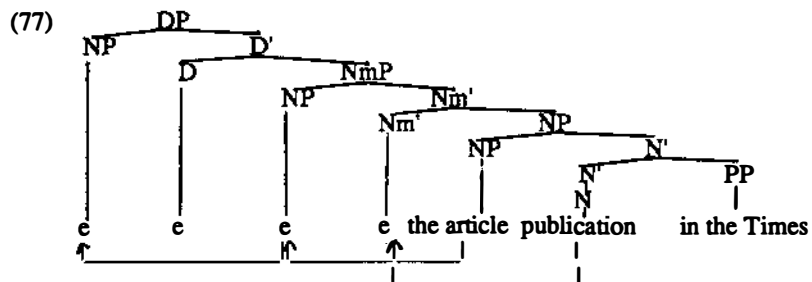 (77) DP
NP D'
D NmP
NP Nm'
Nm' NP
NP N'
N' PP
N
e e e e the article publication in the Times